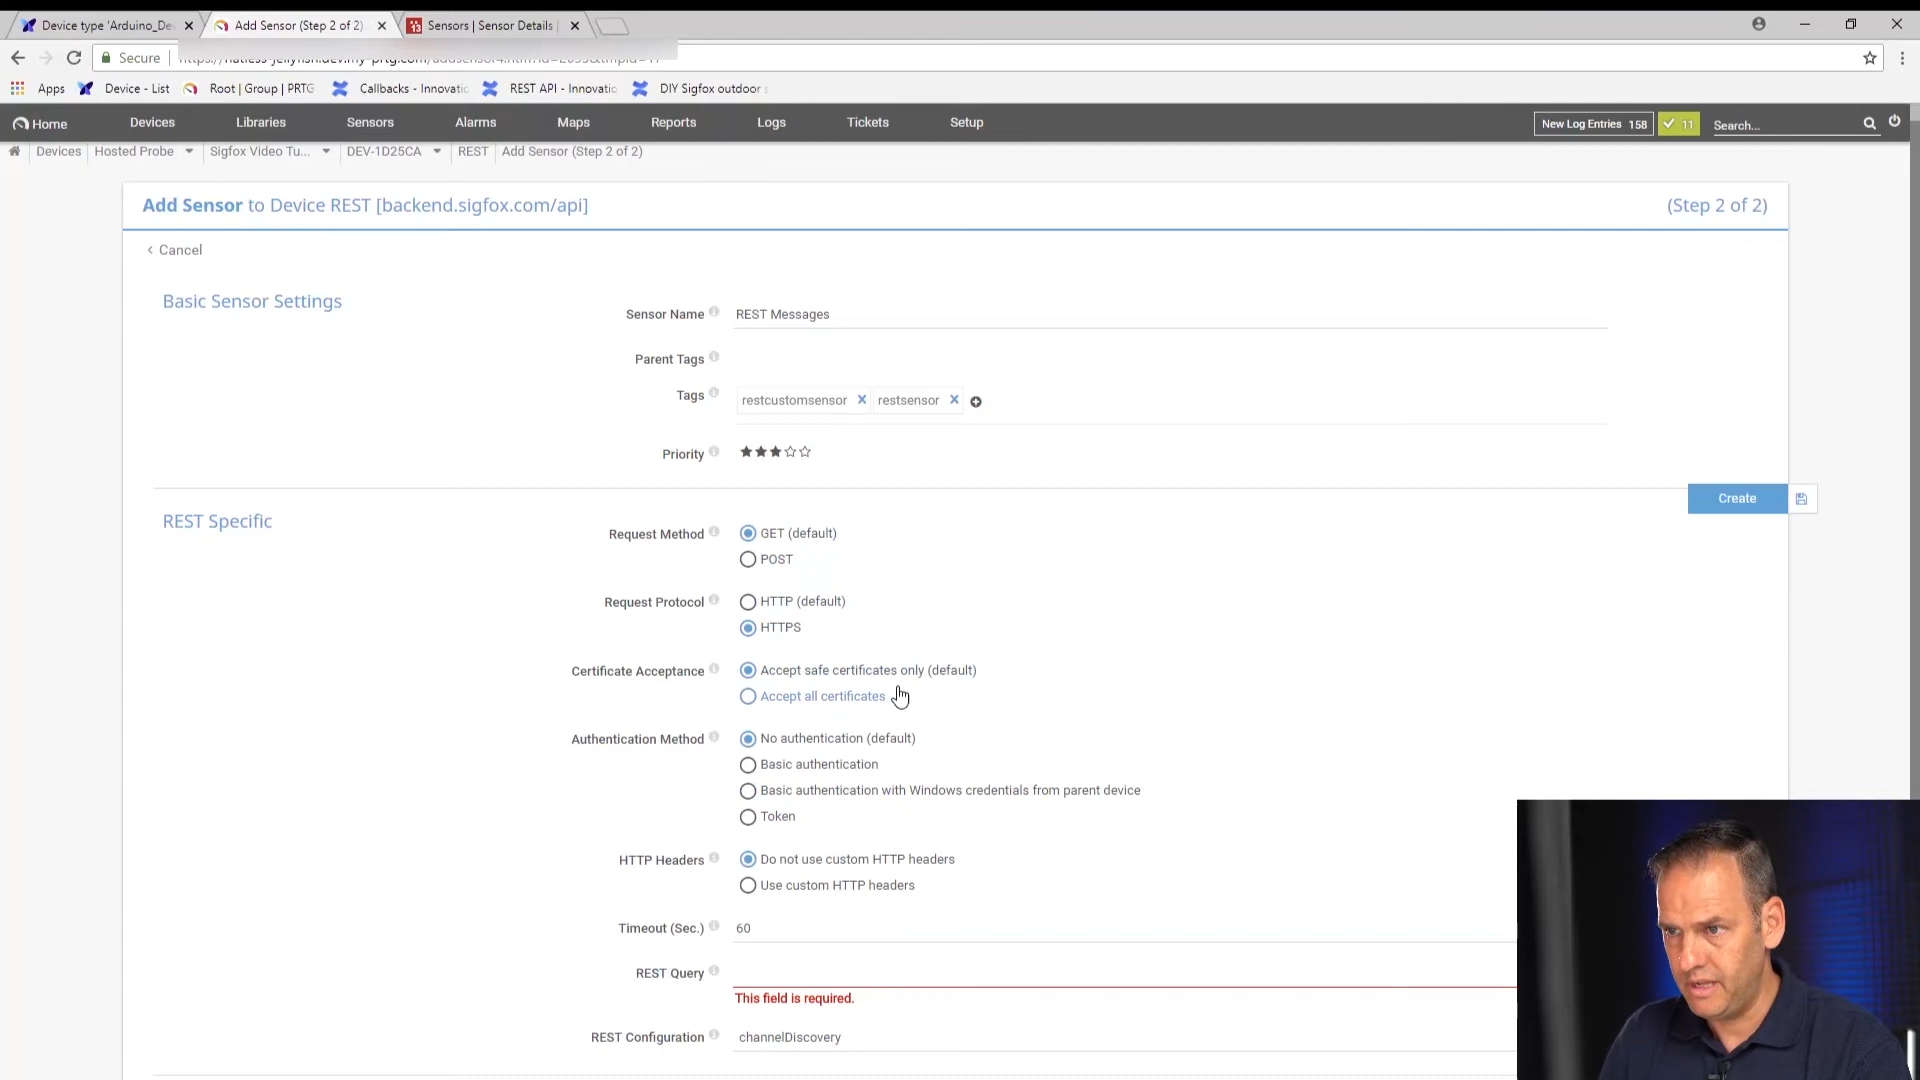 Device type 'Arduino_De
Add Sensor (Step 2 of 2)
Sensors | Sensor Details
Secure
Apps
Device - List
Root | Group | PRTG
Callbacks - Innovatic
REST API - Innovatio
DIY Sigfox outdoor s
Home
Devices
Libraries
Sensors
Alarms
Maps
Reports
Logs
Tickets
Setup
New Log Entries 158
11
Search...
Devices
Hosted Probe
Sigfox Video Tu...
DEV-1D25CA
REST
Add Sensor (Step 2 of 2)
Add Sensor to Device REST [backend.sigfox.com/api]
(Step 2 of 2)
< Cancel
Basic Sensor Settings
Sensor Name
REST Messages
Parent Tags
Tags
restcustomsensor
restsensor
Priority
Create
REST Specific
Request Method
GET (default)
POST
Request Protocol
HTTP (default)
HTTPS
Certificate Acceptance
Accept safe certificates only (default)
Accept all certificates
Authentication Method
No authentication (default)
Basic authentication
Basic authentication with Windows credentials from parent device
Token
HTTP Headers
Do not use custom HTTP headers
Use custom HTTP headers
Timeout (Sec.)
60
REST Query
This field is required.
REST Configuration
channelDiscovery